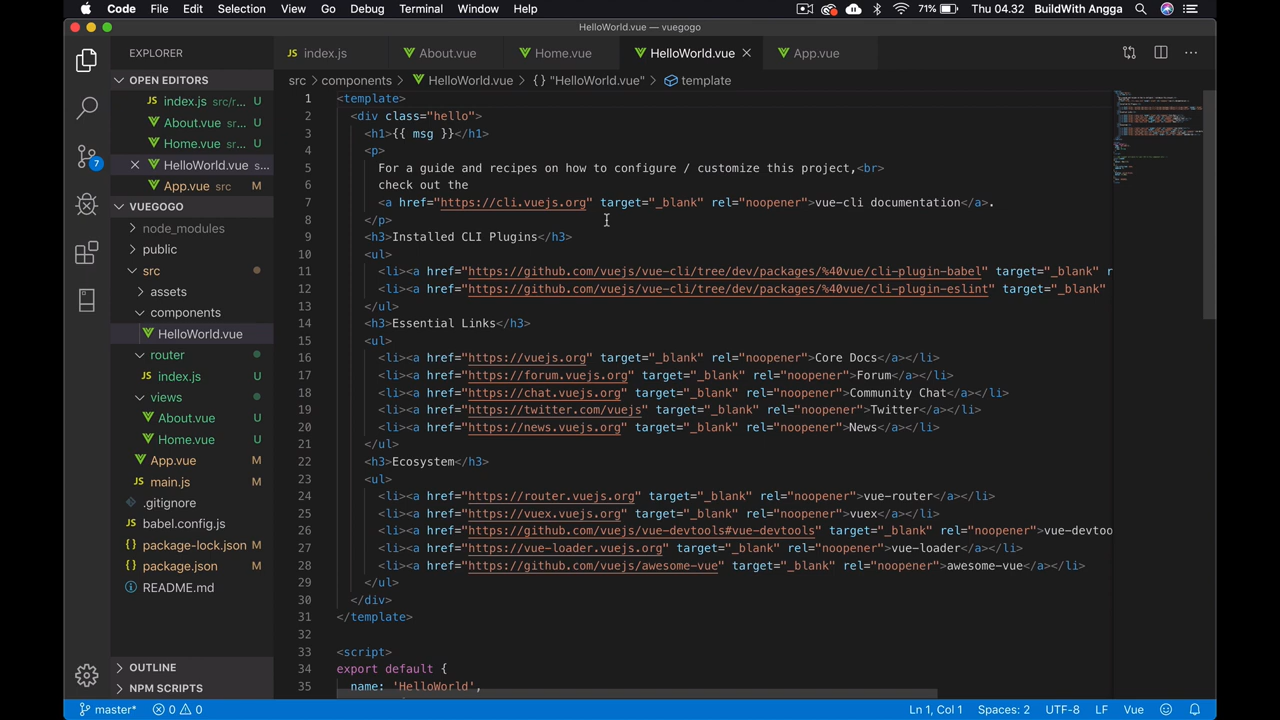 Code File Edit Selection View Go Debug Terminal Window Help 71% Thu 04.32 BuildWith Angga
HelloWorld.vue — vuegogo
EXPLORER
OPEN EDITORS
JS index.js src/r... U
About.vue sr... U
Home.vue sr... U
HelloWorld.vue s...
App.vue src M
VUEGOGO
node_modules
public
src
assets
components
HelloWorld.vue
router
JS index.js U
views
About.vue U
Home.vue U
App.vue M
JS main.js M
.gitignore
babel.config.js
{} package-lock.json M
{} package.json M
README.md
OUTLINE
NPM SCRIPTS
7
JS index.js About.vue Home.vue HelloWorld.vue App.vue
src > components > HelloWorld.vue > {} "HelloWorld.vue" > template
1 <template>
2 <div class="hello">
3 <h1>{{ msg }}</h1>
4 <p>
5 For a guide and recipes on how to configure / customize this project,<br>
6 check out the
7 <a href="https://cli.vuejs.org" target="_blank" rel="noopener">vue-cli documentation</a>.
8 </p>
9 <h3>Installed CLI Plugins</h3>
10 <ul>
11 <li><a href="https://github.com/vuejs/vue-cli/tree/dev/packages/%40vue/cli-plugin-babel" target="_blank" r
12 <li><a href="https://github.com/vuejs/vue-cli/tree/dev/packages/%40vue/cli-plugin-eslint" target="_blank"
13 </ul>
14 <h3>Essential Links</h3>
15 <ul>
16 <li><a href="https://vuejs.org" target="_blank" rel="noopener">Core Docs</a></li>
17 <li><a href="https://forum.vuejs.org" target="_blank" rel="noopener">Forum</a></li>
18 <li><a href="https://chat.vuejs.org" target="_blank" rel="noopener">Community Chat</a></li>
19 <li><a href="https://twitter.com/vuejs" target="_blank" rel="noopener">Twitter</a></li>
20 <li><a href="https://news.vuejs.org" target="_blank" rel="noopener">News</a></li>
21 </ul>
22 <h3>Ecosystem</h3>
23 <ul>
24 <li><a href="https://router.vuejs.org" target="_blank" rel="noopener">vue-router</a></li>
25 <li><a href="https://vuex.vuejs.org" target="_blank" rel="noopener">vuex</a></li>
26 <li><a href="https://github.com/vuejs/vue-devtools#vue-devtools" target="_blank" rel="noopener">vue-devtoo
27 <li><a href="https://vue-loader.vuejs.org" target="_blank" rel="noopener">vue-loader</a></li>
28 <li><a href="https://github.com/vuejs/awesome-vue" target="_blank" rel="noopener">awesome-vue</a></li>
29 </ul>
30 </div>
31 </template>
32
33 <script>
34 export default {
35 name: 'HelloWorld',
master* 0 0 Ln 1, Col 1 Spaces: 2 UTF-8 LF Vue